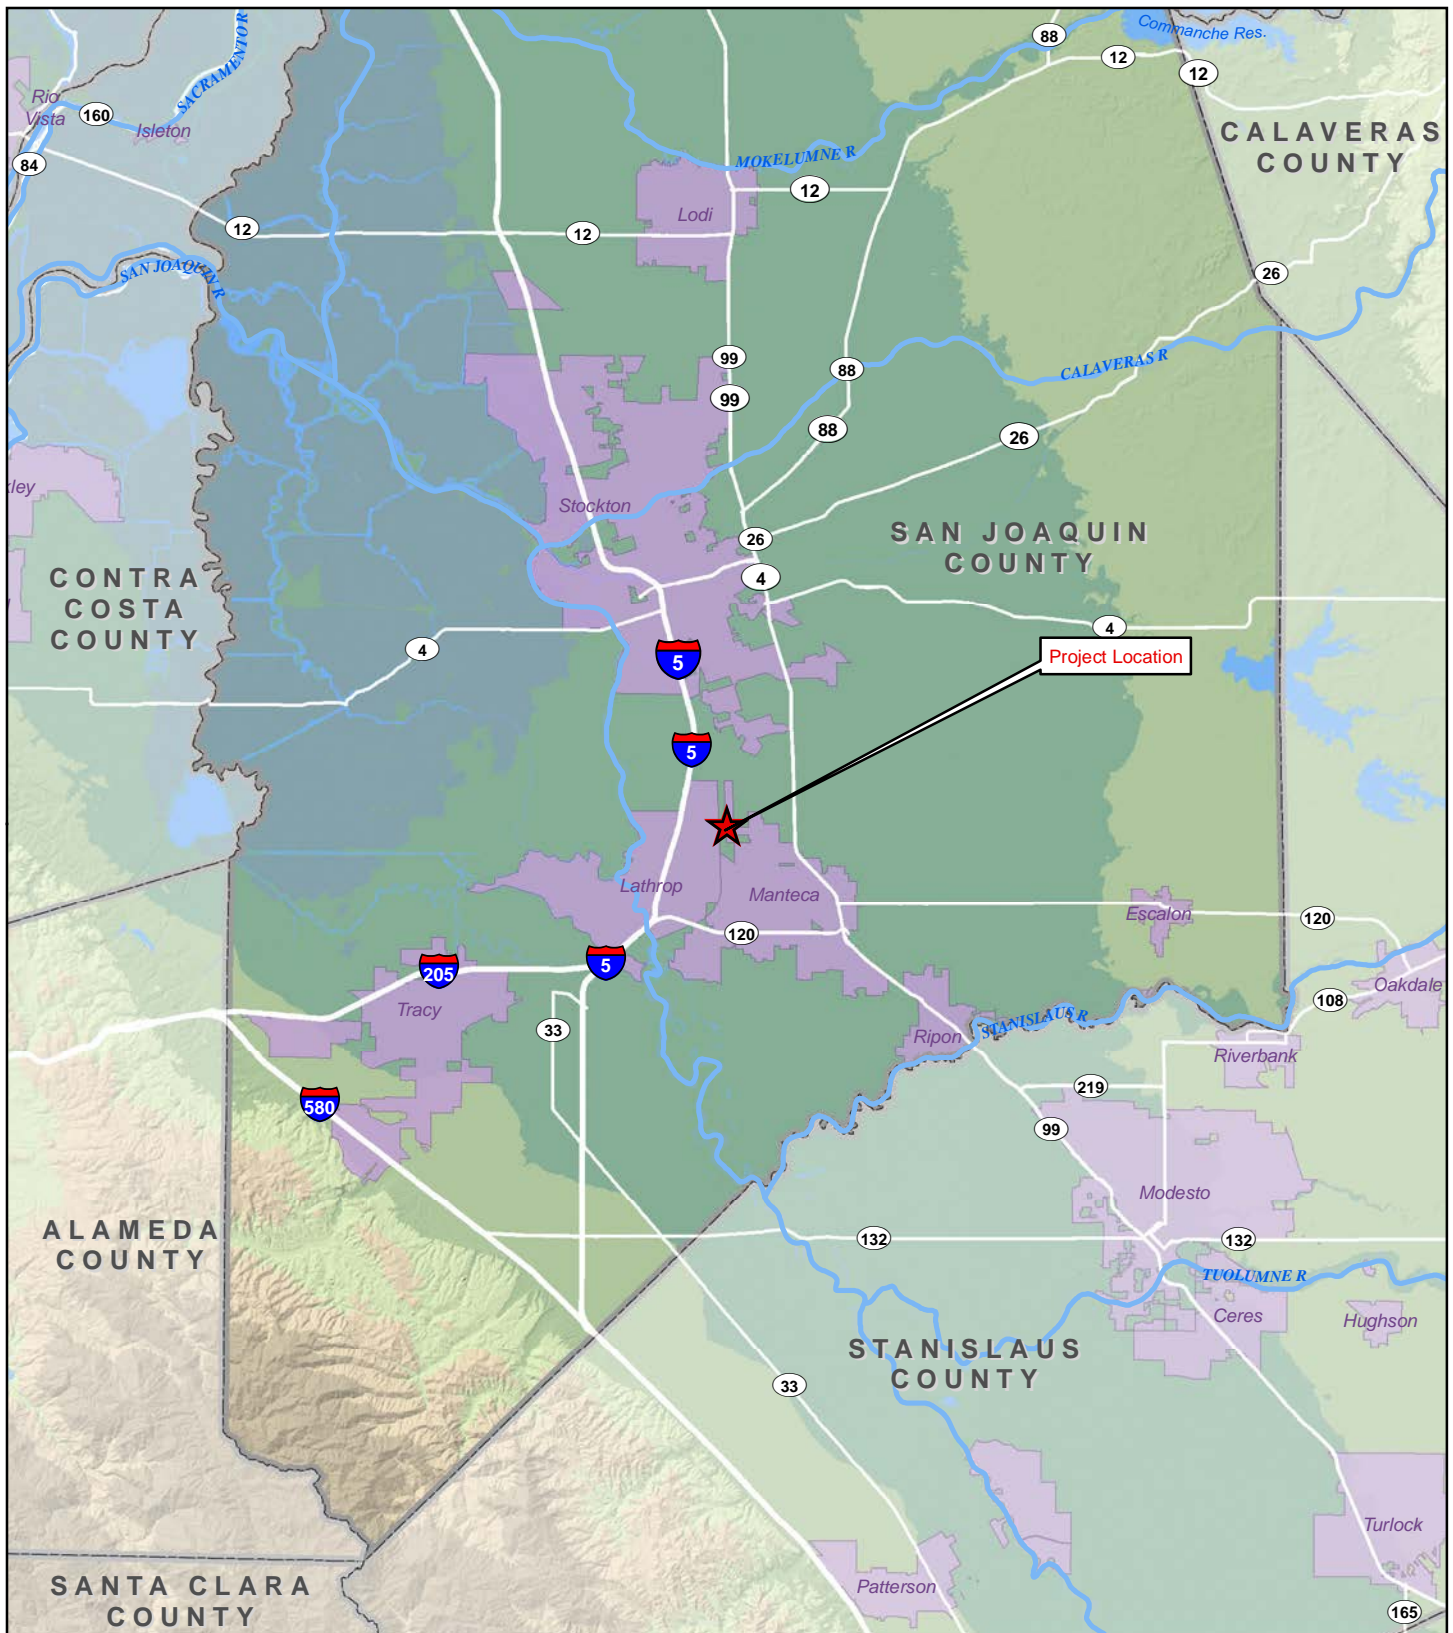 88
Commanche Res.
12
12
SACRAMENTO R
Rio
Vista
160
Isleton
CALAVERAS
COUNTY
84
MOKELUMNE R
12
Lodi
12
12
SAN JOAQUIN R
26
99
88
CALAVERAS R
99
88
26
kley
Stockton
26
SAN JOAQUIN
COUNTY
4
CONTRA
COSTA
COUNTY
4
4
5
Project Location
5
Lathrop
Manteca
Escalon
120
120
5
205
Tracy
Oakdale
108
33
STANISLAUS R
Ripon
Riverbank
219
580
99
Modesto
ALAMEDA
COUNTY
132
132
TUOLUMNE R
Ceres
Hughson
STANISLAUS
COUNTY
33
Turlock
SANTA CLARA
COUNTY
Patterson
165